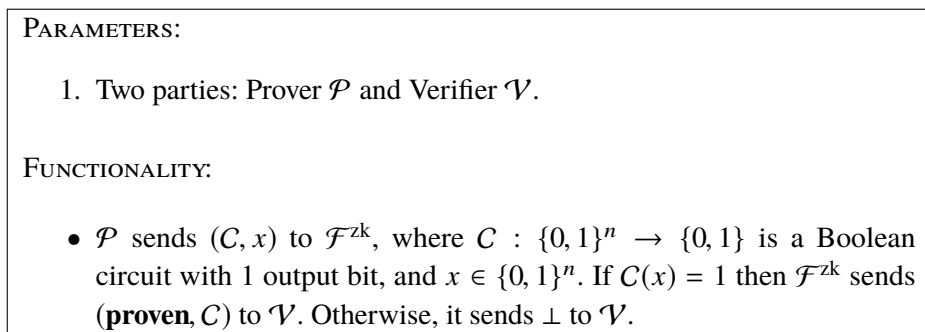 PARAMETERS:
1. Two parties: Prover 𝒫 and Verifier 𝒱.
FUNCTIONALITY:
• 𝒫 sends (𝒞, x) to ℱ^zk, where 𝒞 : {0, 1}^n → {0, 1} is a Boolean
circuit with 1 output bit, and x ∈ {0, 1}^n. If 𝒞(x) = 1 then ℱ^zk sends
(proven, 𝒞) to 𝒱. Otherwise, it sends ⊥ to 𝒱.